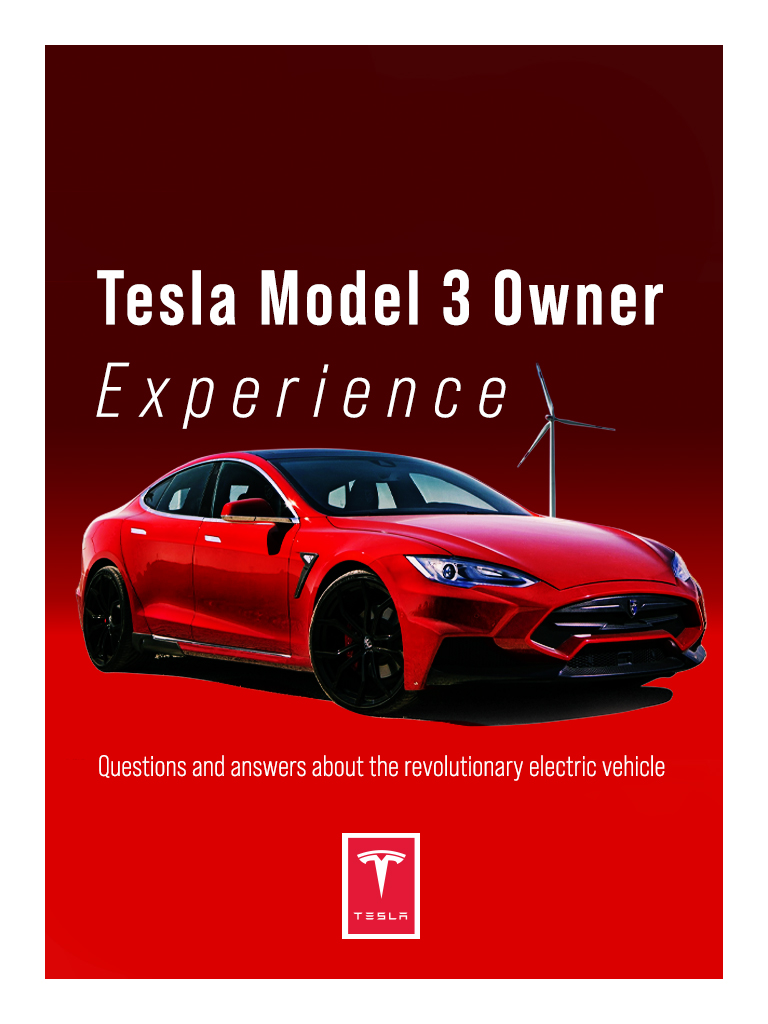 Tesla Model 3 Owner
Experience
Questions and answers about the revolutionary electric vehicle
TESLA